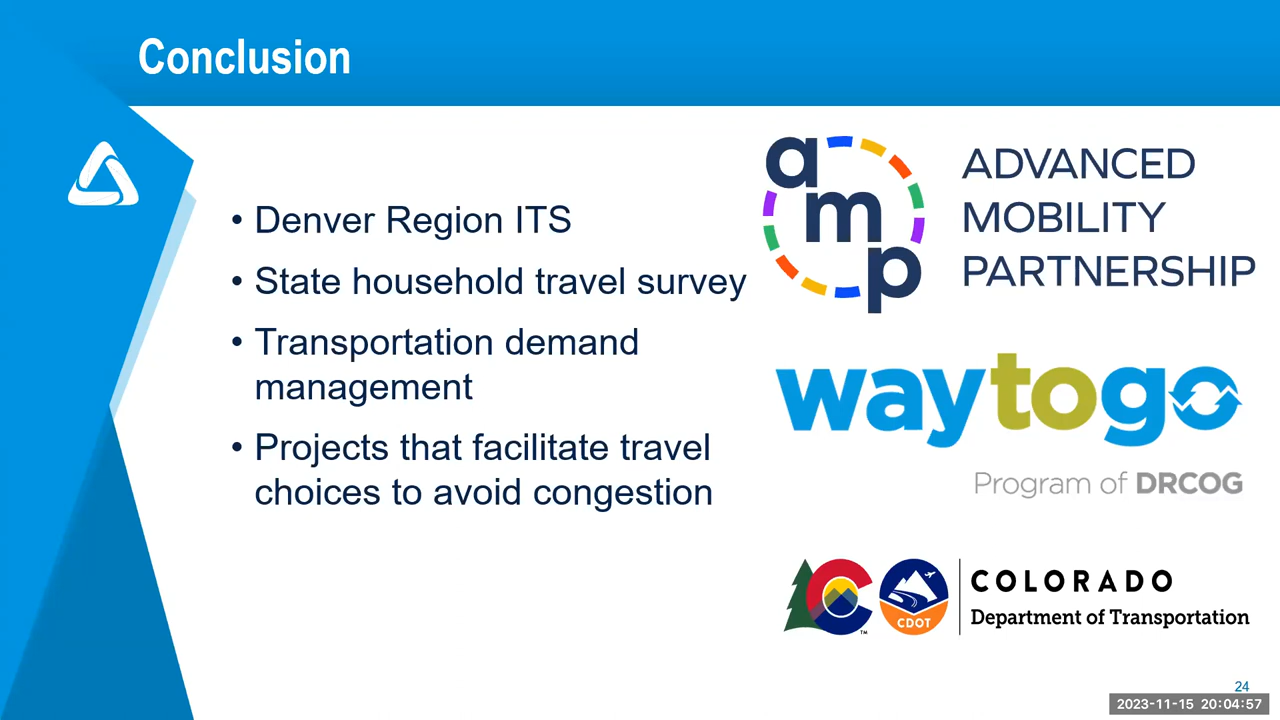 Conclusion
• Denver Region ITS
• State household travel survey
• Transportation demand
management
• Projects that facilitate travel
choices to avoid congestion
amp
ADVANCED
MOBILITY
PARTNERSHIP
waytogo
Program of DRCOG
CDOT
TM
COLORADO
Department of Transportation
24
2023-11-15 20:04:57